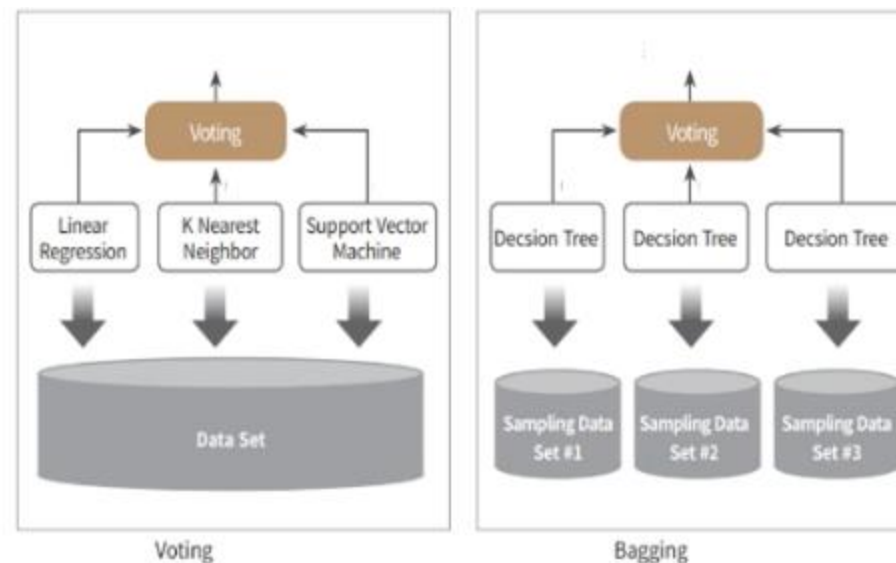 Voting
Linear
Regression
K Nearest
Neighbor
Support Vector
Machine
Data Set
Voting
Voting
Decsion Tree
Decsion Tree
Decsion Tree
Sampling Data
Set #1
Sampling Data
Set #2
Sampling Data
Set #3
Bagging